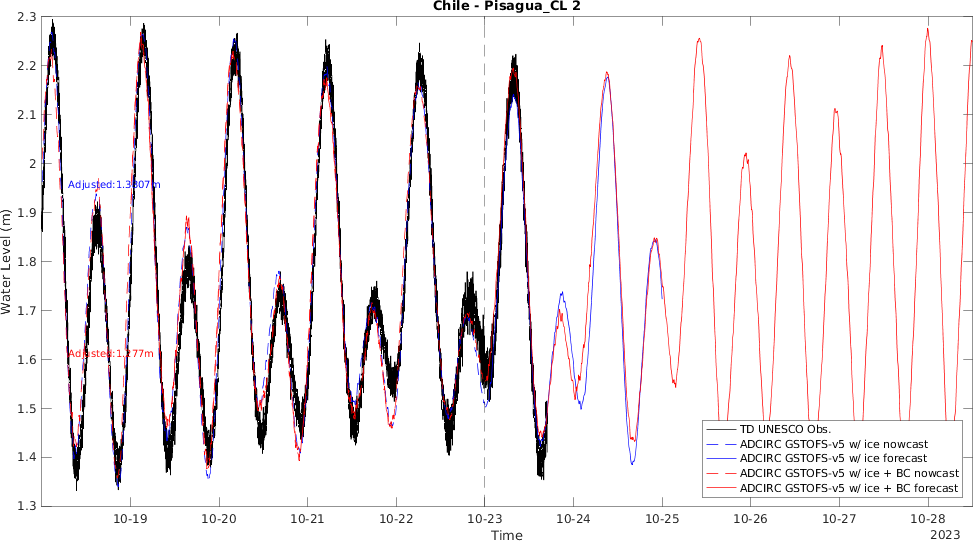 Chile - Pisagua_CL 2
2.3
2.2
2.1
2
1.9
1.8
1.7
1.6
1.5
1.4
1.3
Water Level (m)
Adjusted:1.3807m
Adjusted:1.277m
TD UNESCO Obs.
ADCIRC GSTOFS-v5 w/ ice nowcast
ADCIRC GSTOFS-v5 w/ ice forecast
ADCIRC GSTOFS-v5 w/ ice + BC nowcast
ADCIRC GSTOFS-v5 w/ ice + BC forecast
10-19 10-20 10-21 10-22 10-23 10-24 10-25 10-26 10-27 10-28
2023
Time